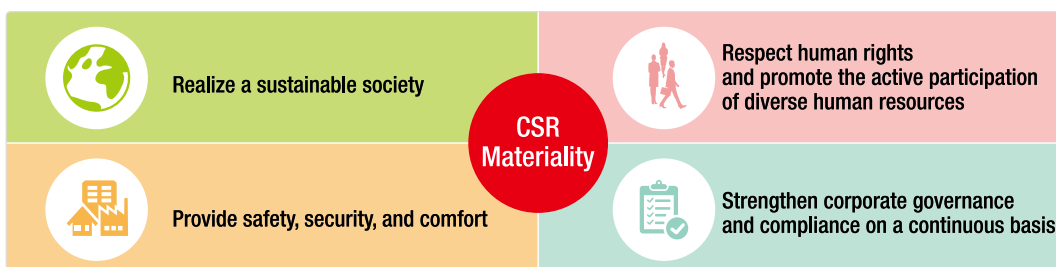 Realize a sustainable society
Respect human rights
and promote the active participation
of diverse human resources
CSR
Materiality
Provide safety, security, and comfort
Strengthen corporate governance
and compliance on a continuous basis